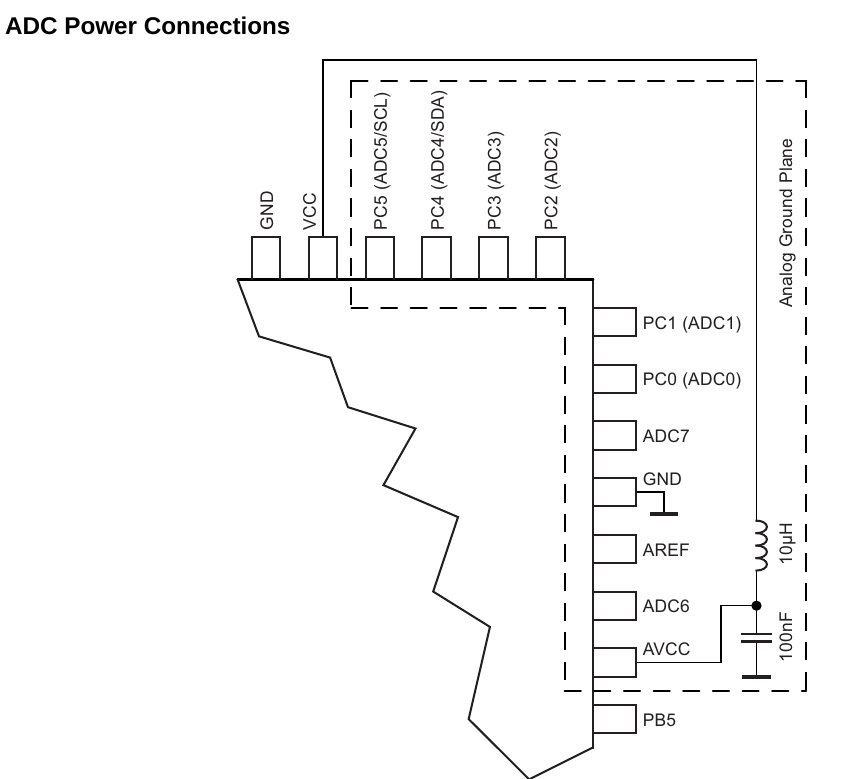 ADC Power Connections
GND
VCC
PC5 (ADC5/SCL)
PC4 (ADC4/SDA)
PC3 (ADC3)
PC2 (ADC2)
Analog Ground Plane
PC1 (ADC1)
PC0 (ADC0)
ADC7
GND
AREF
10µH
ADC6
100nF
AVCC
PB5